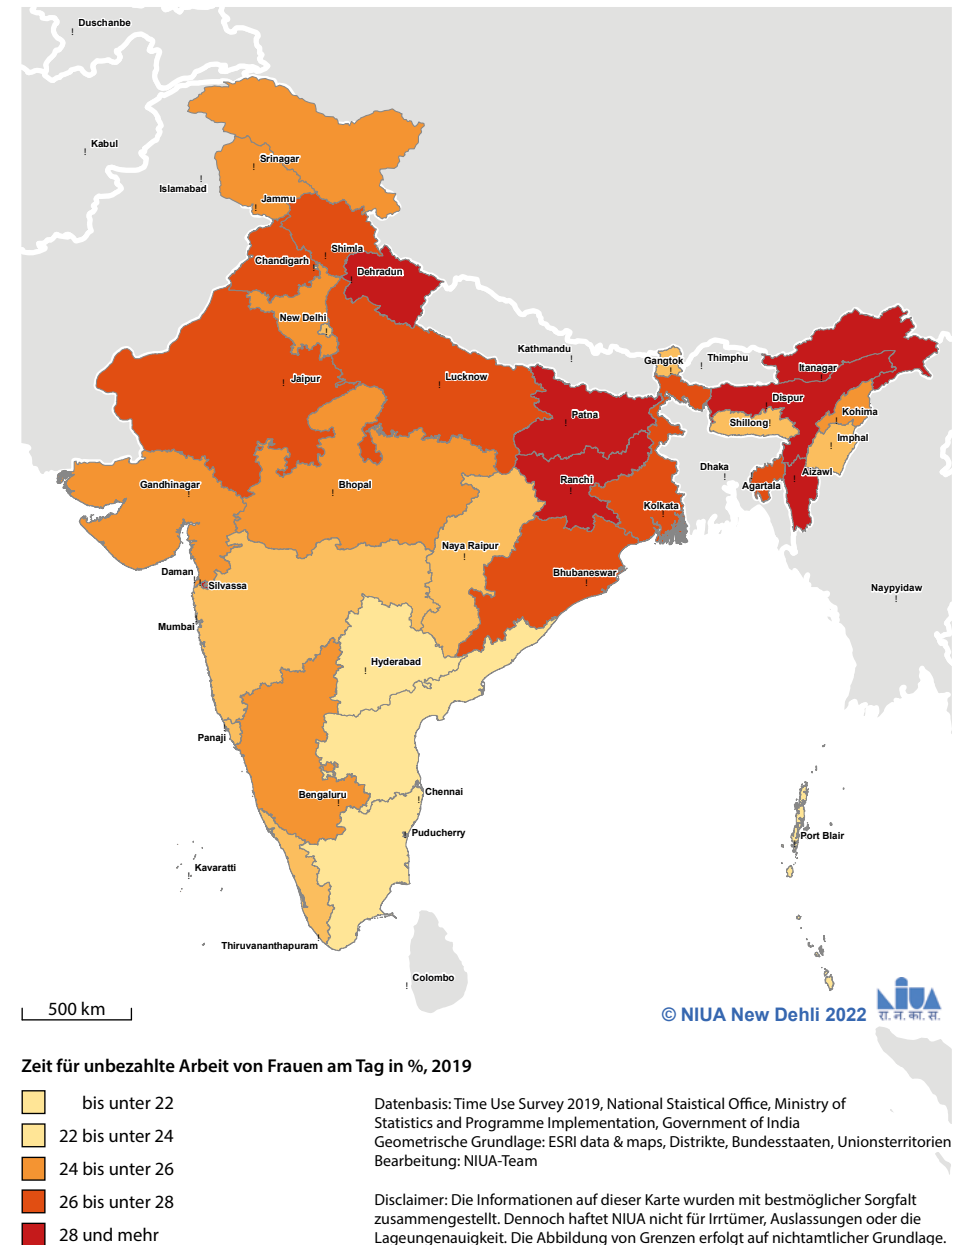 Duschanbe
Kabul
Srinagar
Islamabad
Jammu
Shimla
Chandigarh
Dehradun
New Delhi
Kathmandu
Gangtok
Thimphu
Itanagar
Jaipur
Lucknow
Dispur
Patna
Kohima
Shillong
Imphal
Dhaka
Aizawl
Gandhinagar
Bhopal
Ranchi
Agartala
Kolkata
Naya Raipur
Daman
Silvassa
Bhubaneswar
Naypyidaw
Mumbai
Hyderabad
Panaji
Bengaluru
Chennai
Puducherry
Port Blair
Kavaratti
Thiruvananthapuram
Colombo
500 km
© NIUA New Dehli 2022
NIUA
रा. न. का. स.
Zeit für unbezahlte Arbeit von Frauen am Tag in %, 2019
bis unter 22
22 bis unter 24
24 bis unter 26
26 bis unter 28
28 und mehr
Datenbasis: Time Use Survey 2019, National Staistical Office, Ministry of
Statistics and Programme Implementation, Government of India
Geometrische Grundlage: ESRI data & maps, Distrikte, Bundesstaaten, Unionsterritorien
Bearbeitung: NIUA-Team
Disclaimer: Die Informationen auf dieser Karte wurden mit bestmöglicher Sorgfalt
zusammengestellt. Dennoch haftet NIUA nicht für Irrtümer, Auslassungen oder die
Lageungenauigkeit. Die Abbildung von Grenzen erfolgt auf nichtamtlicher Grundlage.